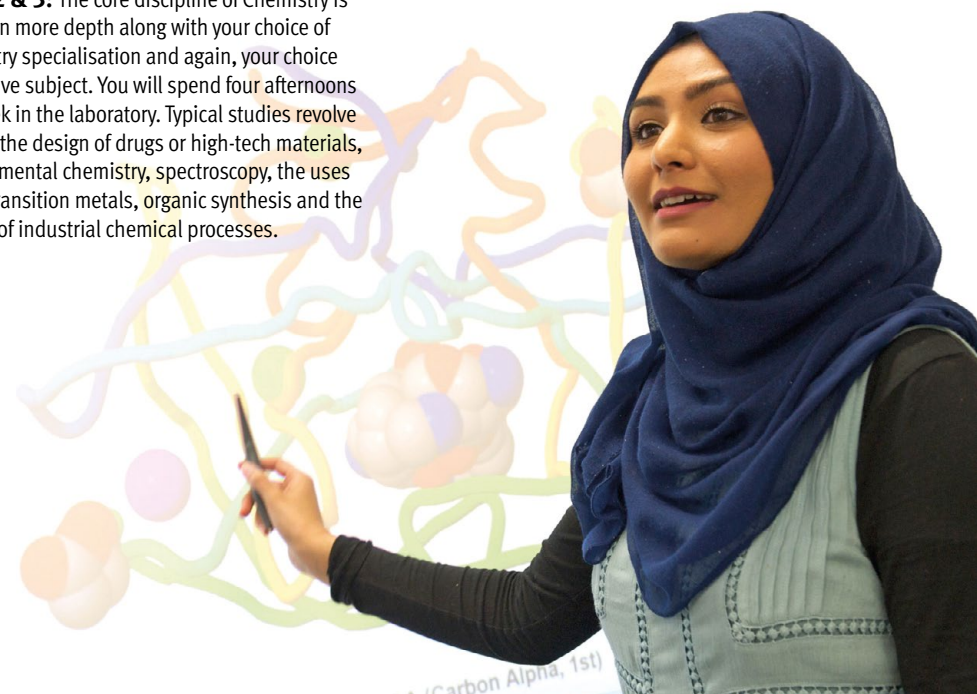 & 3: The core discipline of Chemistry is
n more depth along with your choice of
try specialisation and again, your choice
ve subject. You will spend four afternoons
k in the laboratory. Typical studies revolve
the design of drugs or high-tech materials,
mental chemistry, spectroscopy, the uses
ransition metals, organic synthesis and the
of industrial chemical processes.
(Carbon Alpha, 1st)